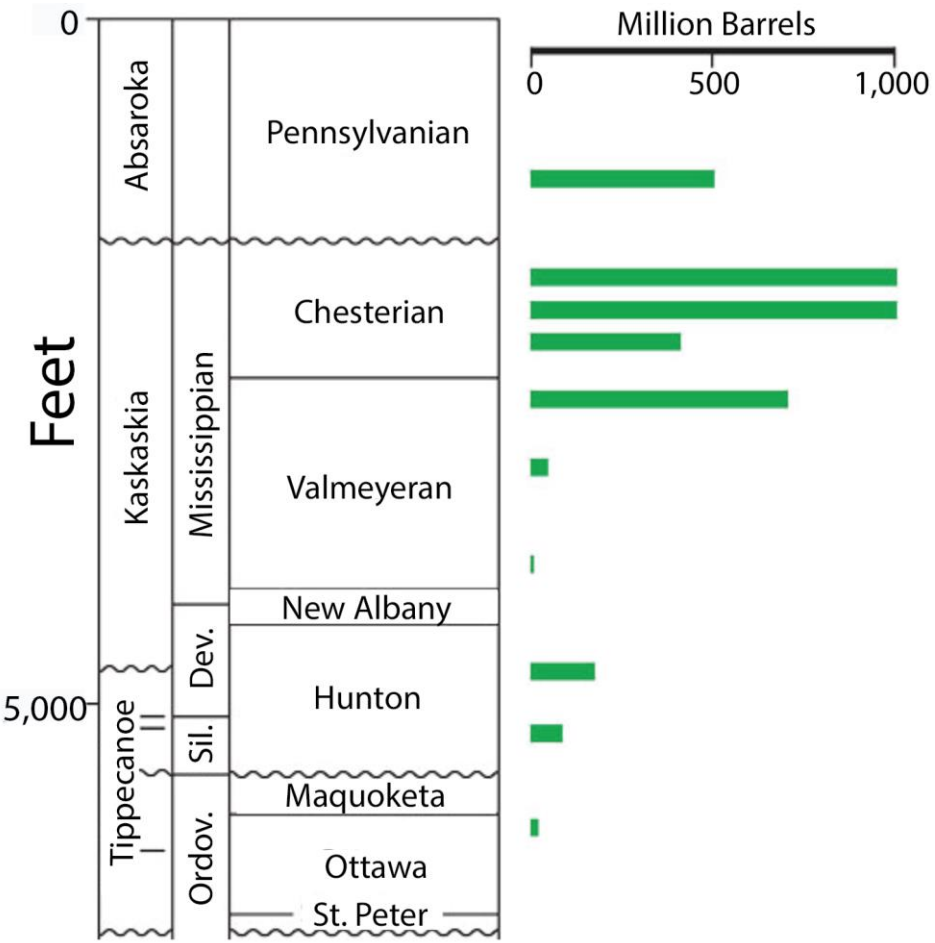 Million Barrels
0 500 1,000
Feet
0
5,000
Absaroka
Kaskaskia
Tippecanoe
Mississippian
Dev.
Sil.
Ordov.
Pennsylvanian
Chesterian
Valmeyeran
New Albany
Hunton
Maquoketa
Ottawa
St. Peter